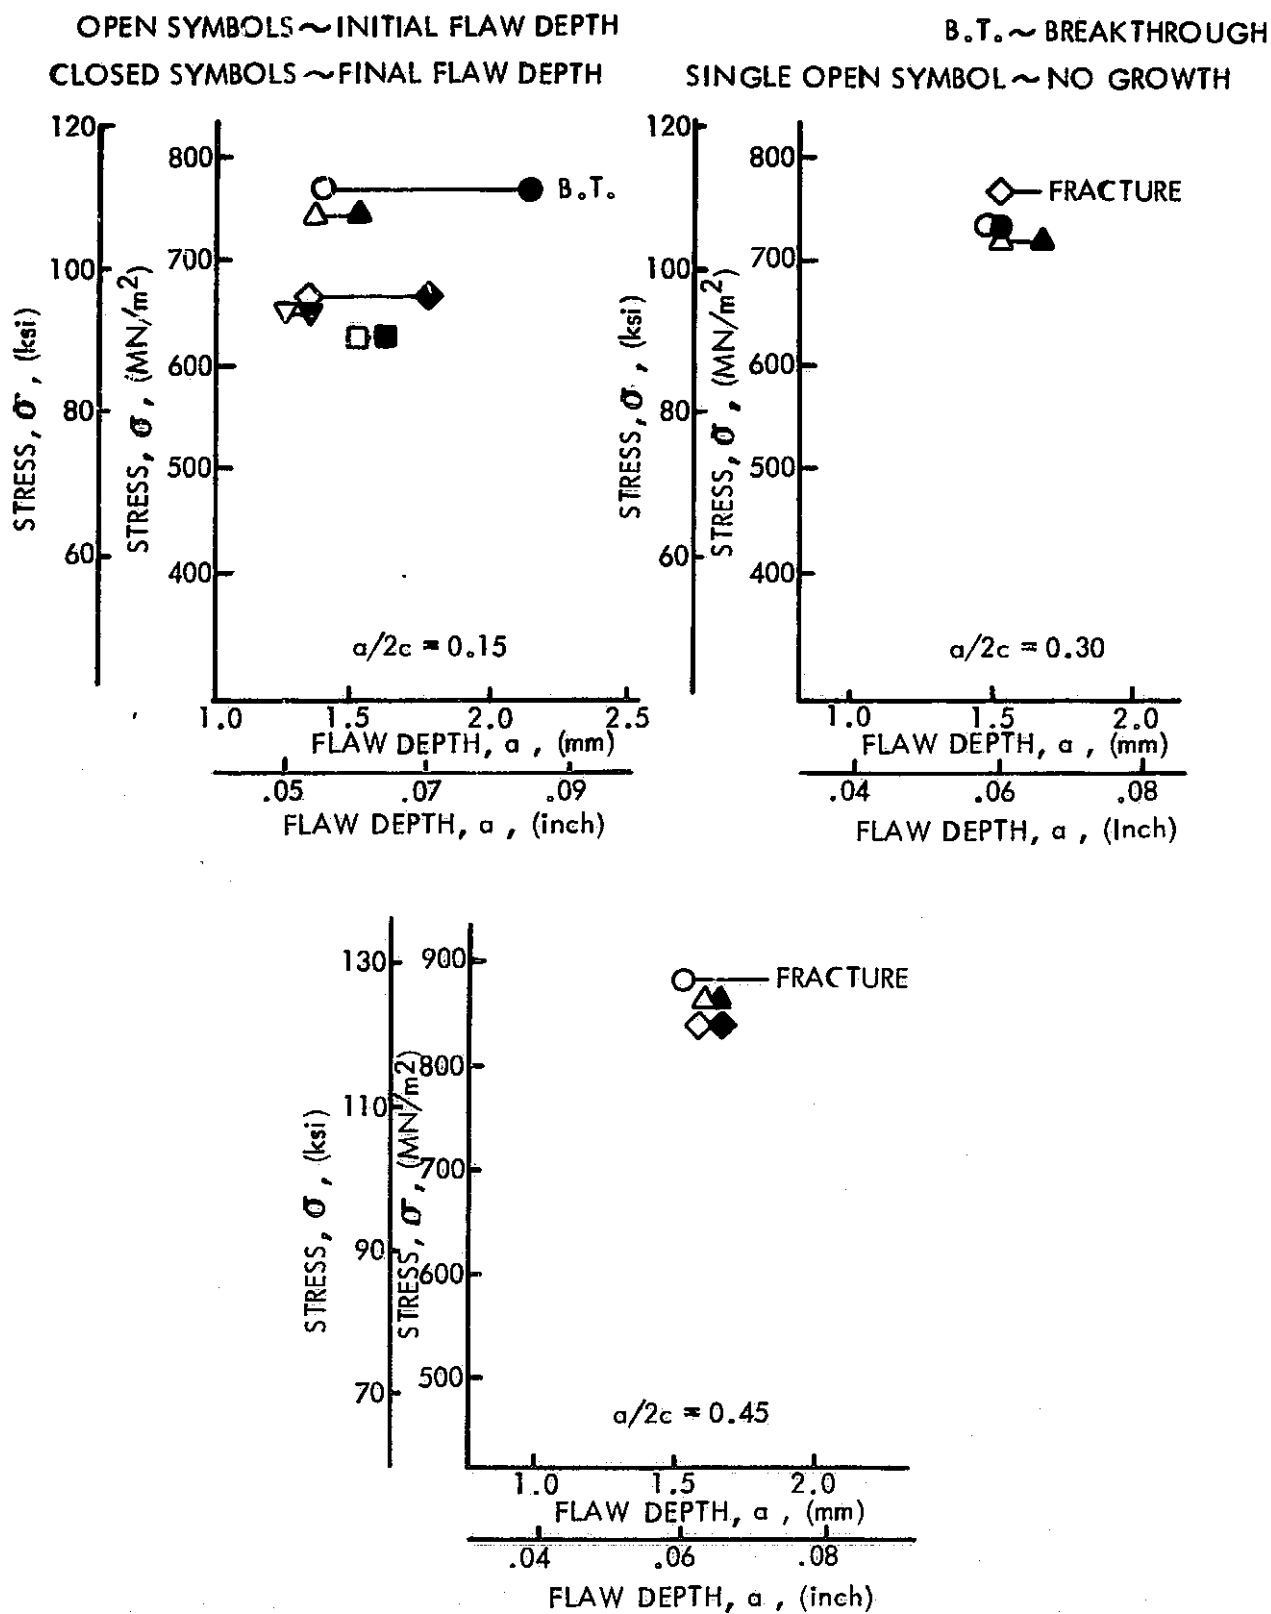 OPEN SYMBOLS ~ INITIAL FLAW DEPTH
CLOSED SYMBOLS ~ FINAL FLAW DEPTH
B.T. ~ BREAKTHROUGH
SINGLE OPEN SYMBOL ~ NO GROWTH
120
100
80
60
STRESS, σ, (ksi)
800
700
600
500
400
STRESS, σ, (MN/m²)
B.T.
a/2c = 0.15
1.0 1.5 2.0 2.5
FLAW DEPTH, a, (mm)
.05 .07 .09
FLAW DEPTH, a, (inch)
120
100
80
60
STRESS, σ, (ksi)
800
700
600
500
400
STRESS, σ, (MN/m²)
FRACTURE
a/2c = 0.30
1.0 1.5 2.0
FLAW DEPTH, a, (mm)
.04 .06 .08
FLAW DEPTH, a, (Inch)
130
110
90
70
STRESS, σ, (ksi)
900
800
700
600
500
STRESS, σ, (MN/m2)
FRACTURE
a/2c = 0.45
1.0 1.5 2.0
FLAW DEPTH, a, (mm)
.04 .06 .08
FLAW DEPTH, a, (inch)